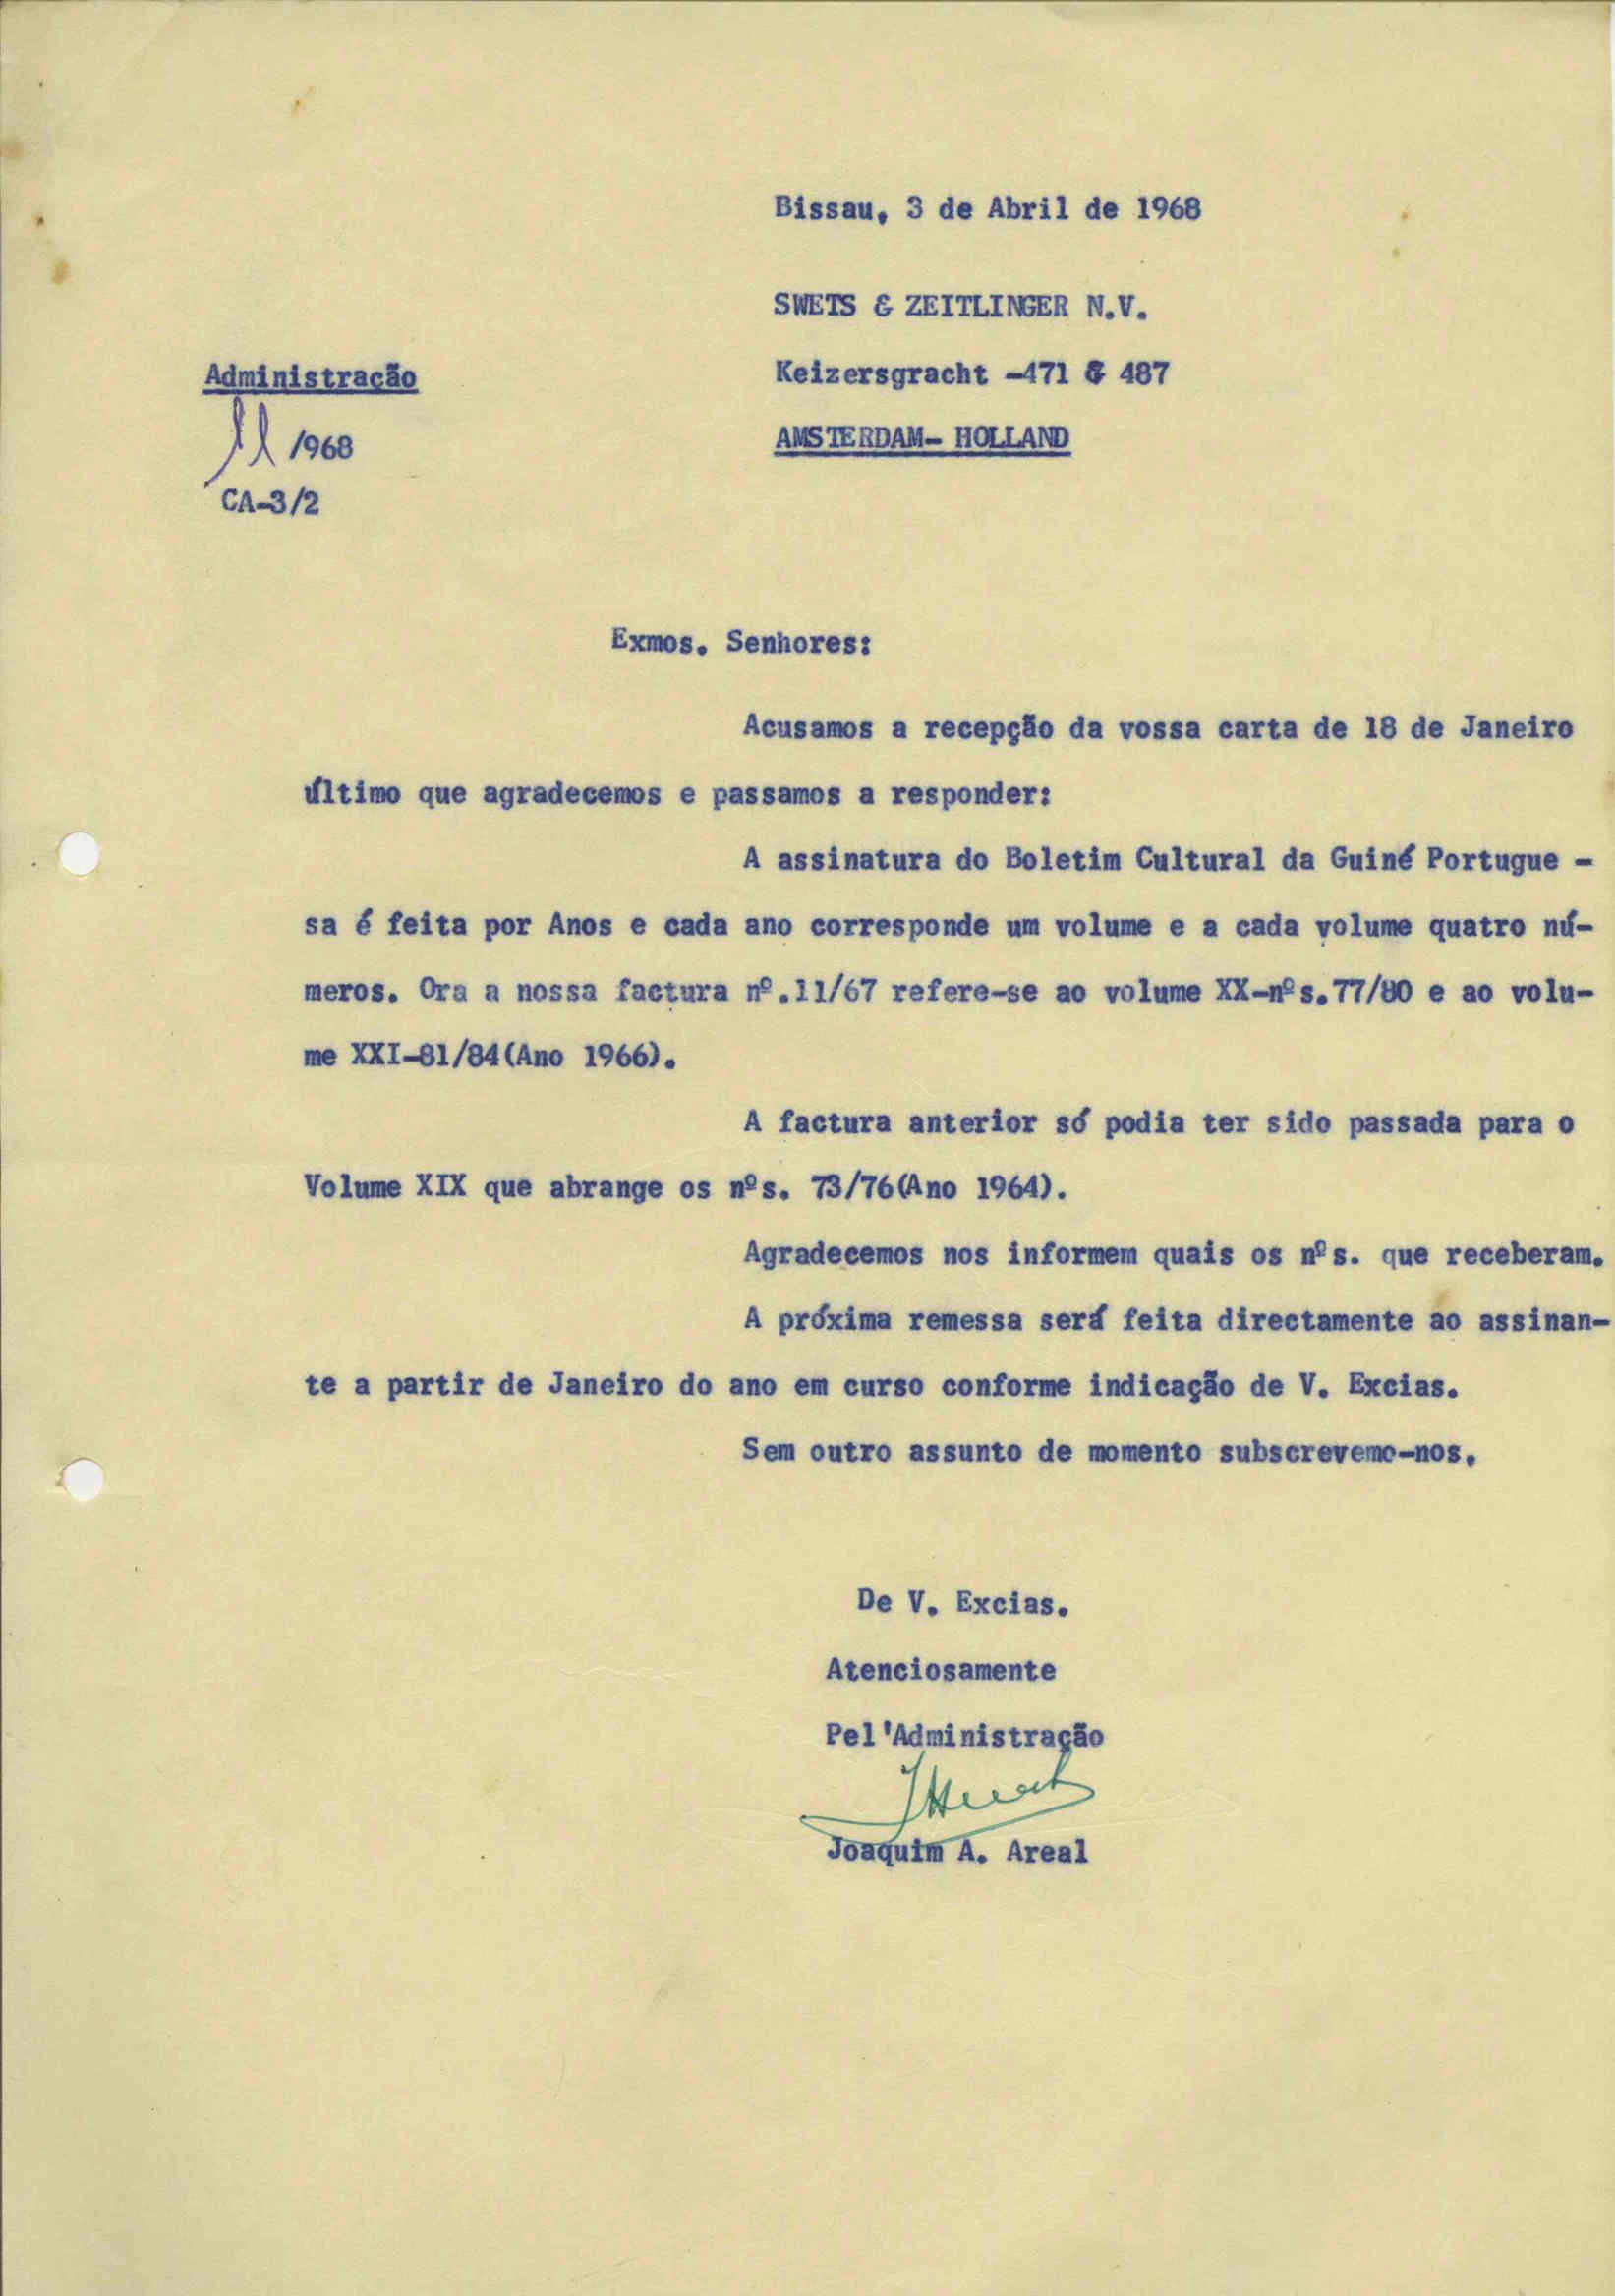 Bissau, 3 de Abril de 1968
SWETS & ZEITLINGER N.V.
Administracão
Keizersgracht -471 & 487
11/968
AMSTERDAM- HOLLAND
CA-3/2
Exmos. Senhores:
Acusamos a recepção da vossa carta de 18 de Janeiro
último que agradecemos e passamos a responder:
A assinatura do Boletim Cultural da Guiné Portugue -
sa é feita por Anos e cada ano corresponde um volume e a cada volume quatro nú-
meros. Ora a nossa factura nº.11/67 refere-se ao volume XX-nºs.77/80 e ao volu-
me XXI-81/84(Ano 1966).
A factura anterior só podia ter sido passada para o
Volume XIX que abrange os nºs. 73/76(Ano 1964).
Agradecemos nos informem quais os nºs. que receberam.
A próxima remessa será feita directamente ao assinan-
te a partir de Janeiro do ano em curso conforme indicação de V. Excias.
Sem outro assunto de momento subscrevemo-nos,
De V. Excias.
Atenciosamente
Pel'Administração
Joaquim A. Areal